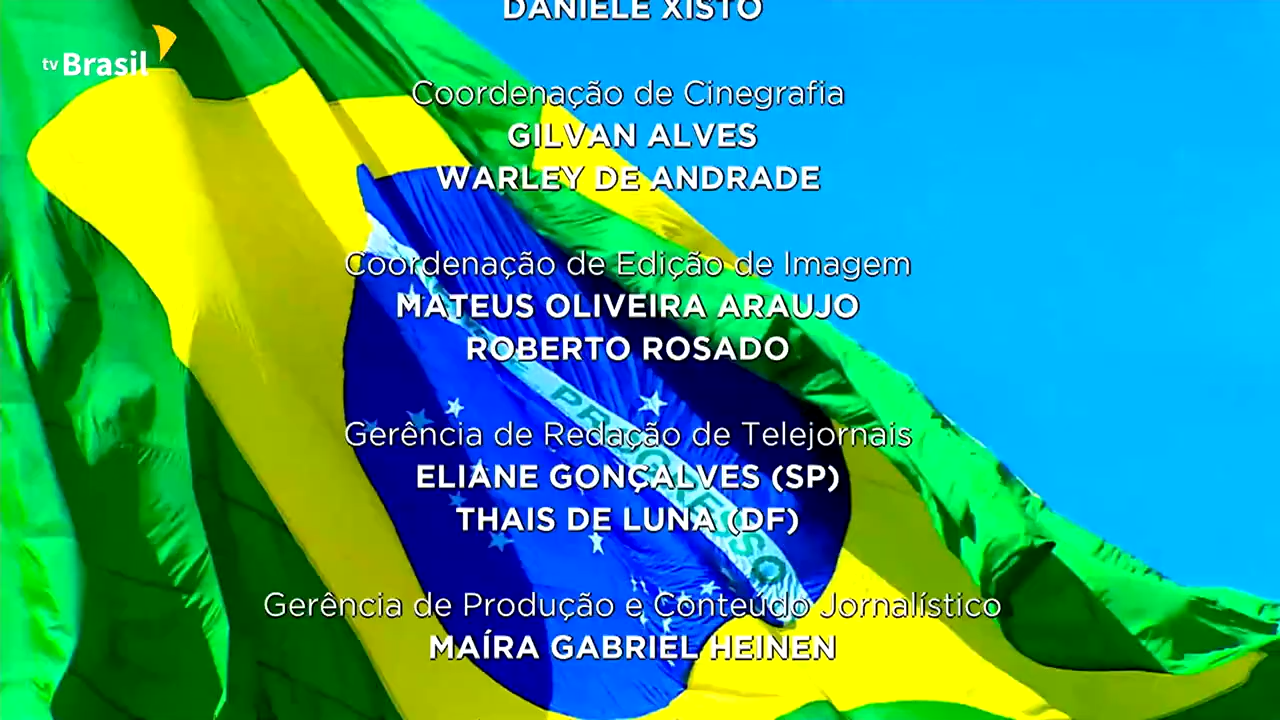 DANIELE XISTO
tv Brasil
Coordenação de Cinegrafia
GILVAN ALVES
WARLEY DE ANDRADE
Coordenação de Edição de Imagem
MATEUS OLIVEIRA ARAUJO
ROBERTO ROSADO
Gerência de Redação de Telejornais
ELIANE GONÇALVES (SP)
THAIS DE LUNA (DF)
Gerência de Produção e Conteúdo Jornalístico
MAÍRA GABRIEL HEINEN
PROGRESSO